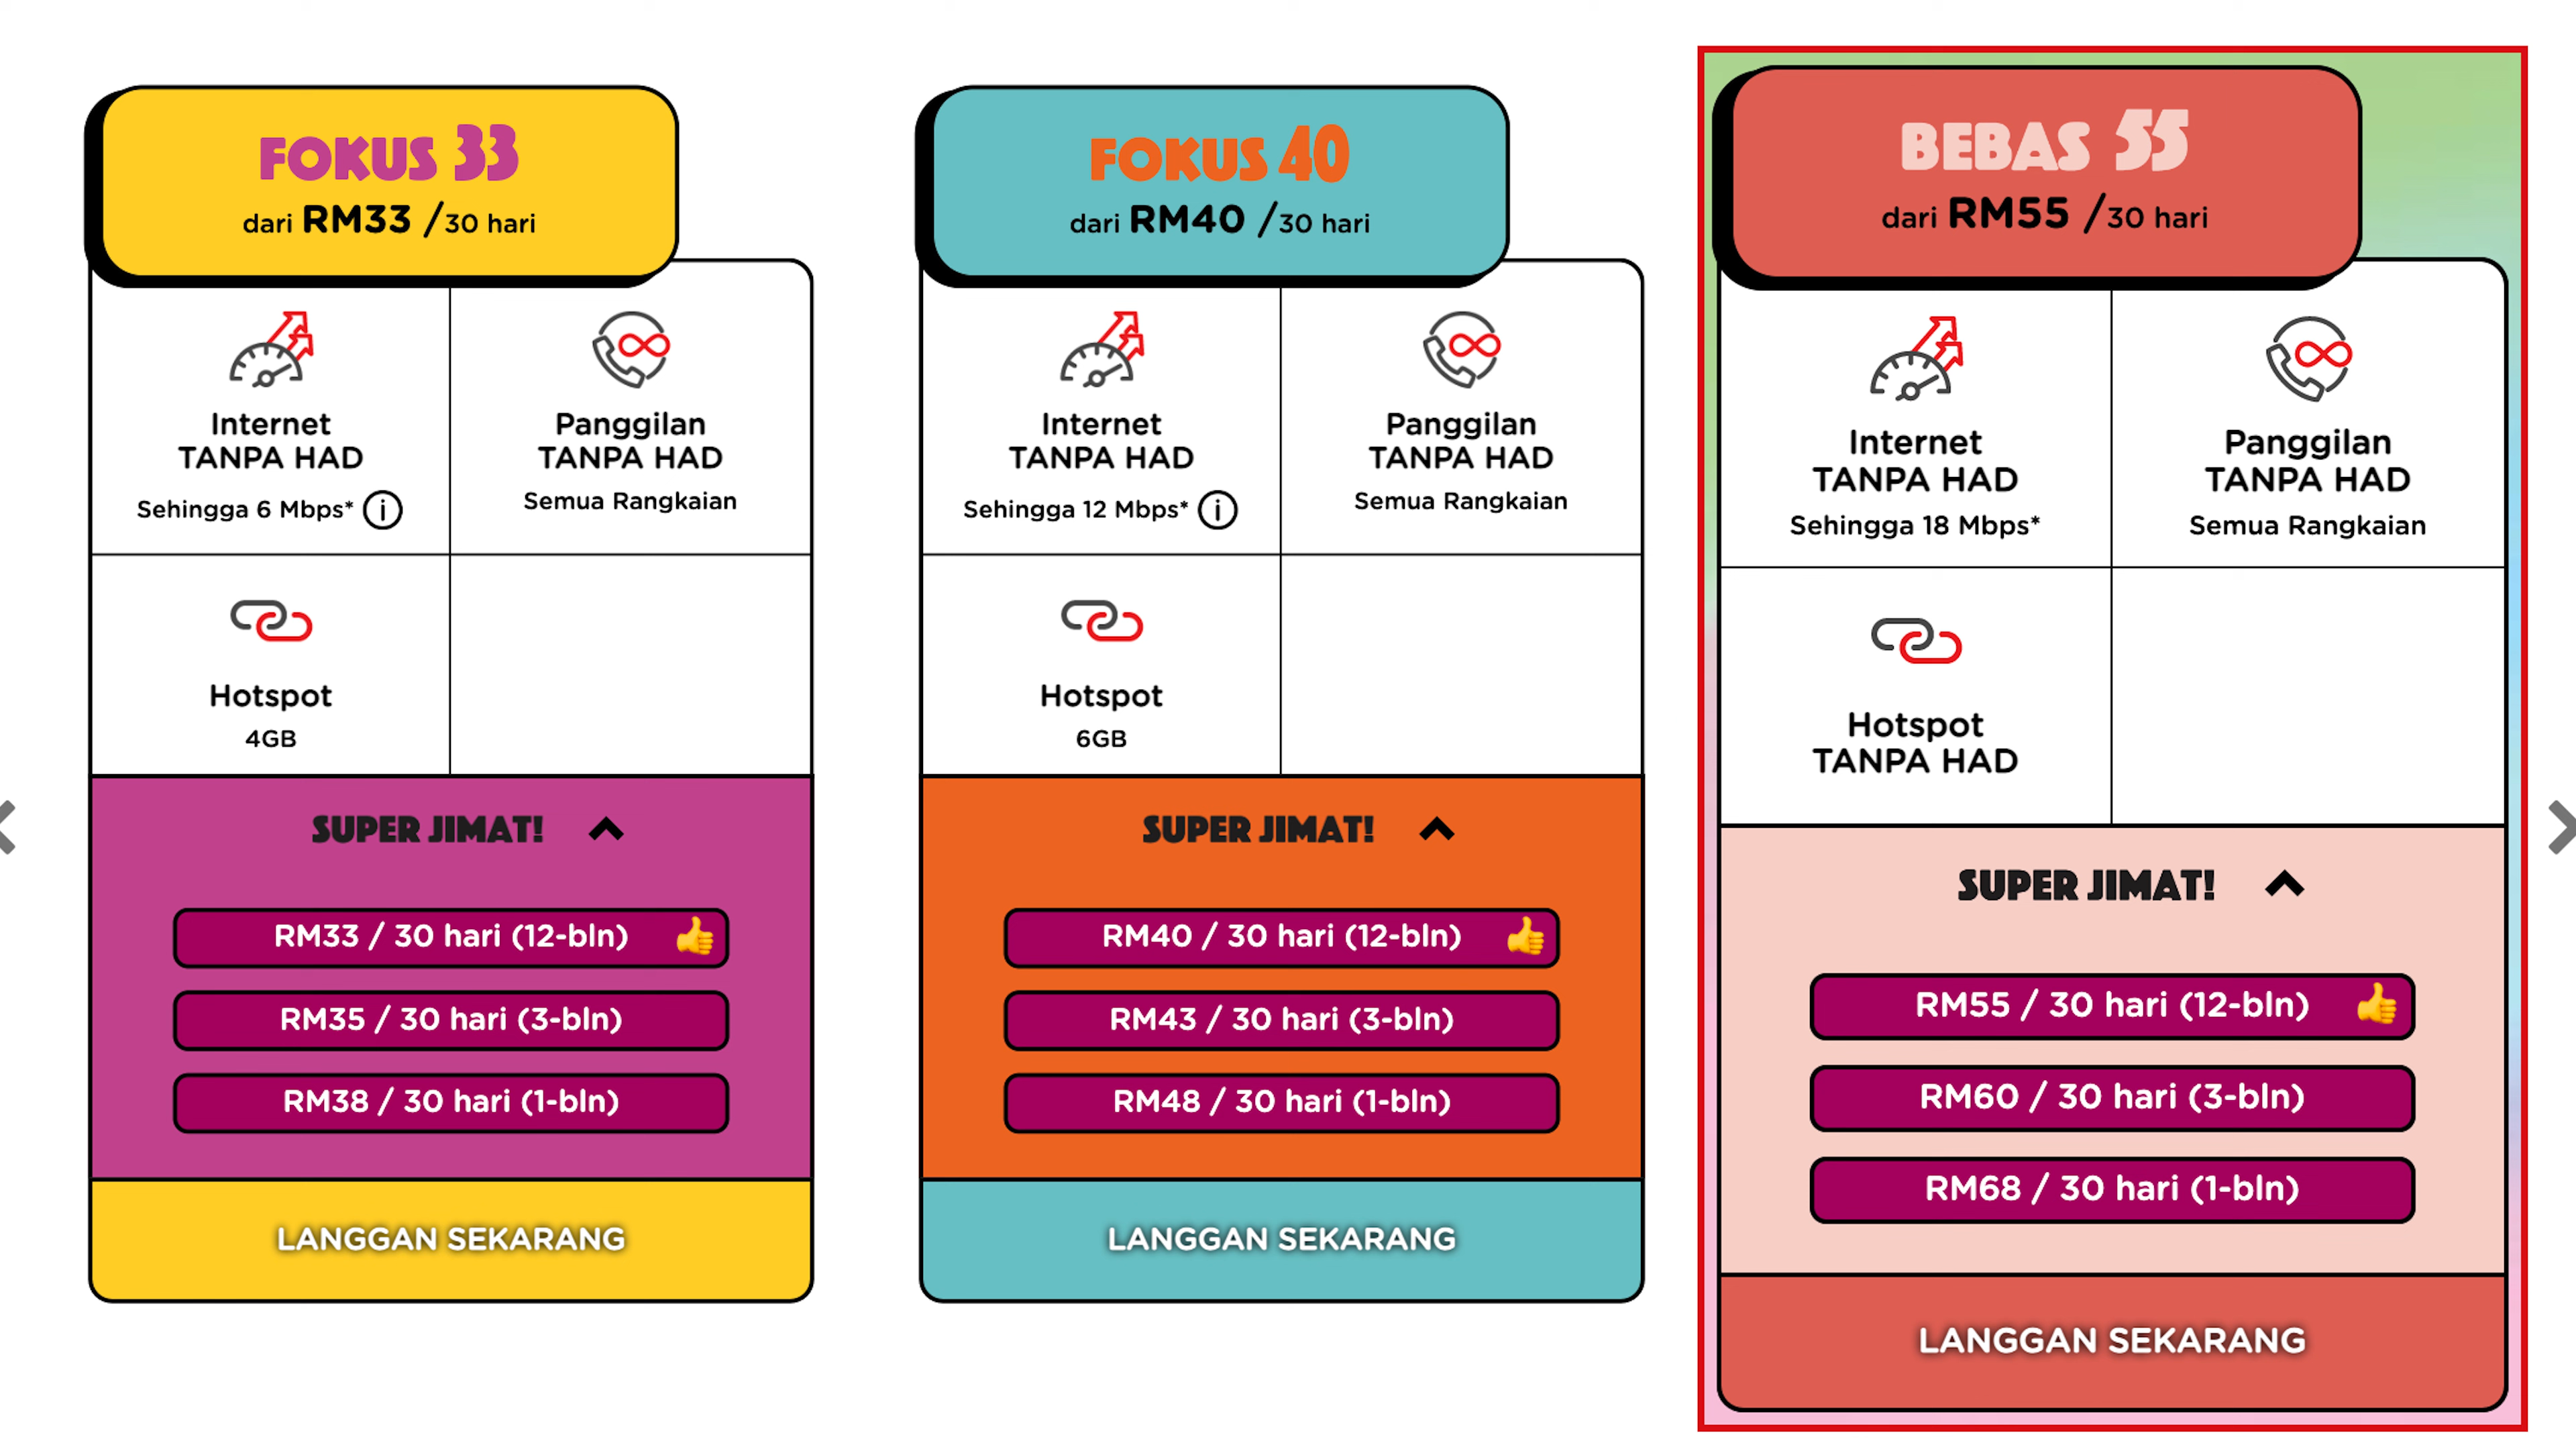 FOKUS 33
dari RM33 /30 hari
Internet
TANPA HAD
Sehingga 6 Mbps* i
Panggilan
TANPA HAD
Semua Rangkaian
Hotspot
4GB
SUPER JIMAT!
RM33 / 30 hari (12-bln)
RM35 / 30 hari (3-bln)
RM38 / 30 hari (1-bln)
LANGGAN SEKARANG
FOKUS 40
dari RM40 /30 hari
Internet
TANPA HAD
Sehingga 12 Mbps* i
Panggilan
TANPA HAD
Semua Rangkaian
Hotspot
6GB
SUPER JIMAT!
RM40 / 30 hari (12-bln)
RM43 / 30 hari (3-bln)
RM48 / 30 hari (1-bln)
LANGGAN SEKARANG
BEBAS 55
dari RM55 /30 hari
Internet
TANPA HAD
Sehingga 18 Mbps*
Panggilan
TANPA HAD
Semua Rangkaian
Hotspot
TANPA HAD
SUPER JIMAT!
RM55 / 30 hari (12-bln)
RM60 / 30 hari (3-bln)
RM68 / 30 hari (1-bln)
LANGGAN SEKARANG